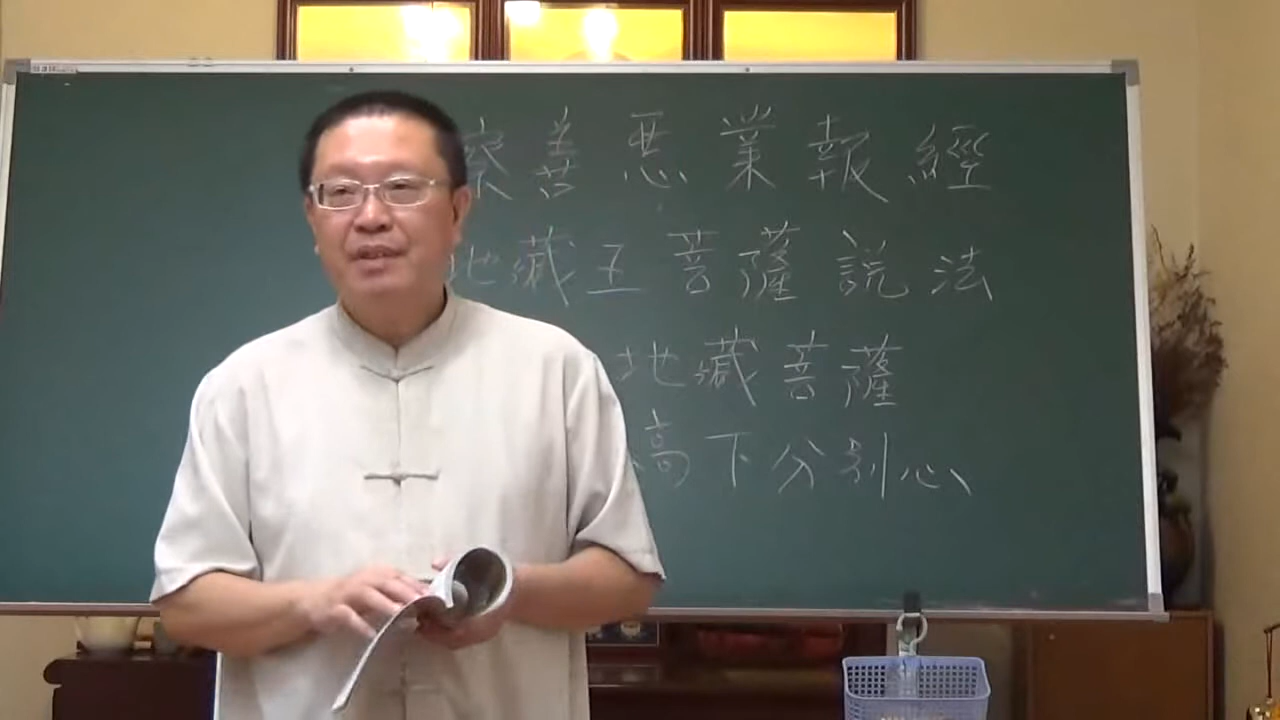 察善惡業報經
地藏王菩薩說法
地藏菩薩
高下分別心